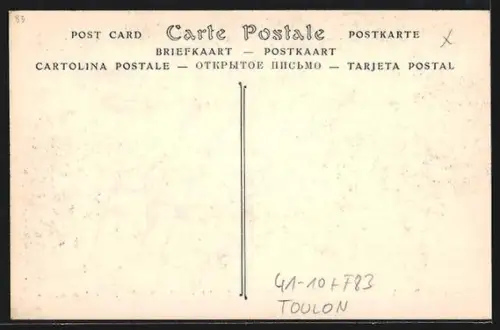 83
POST CARD Carte Postale POSTKARTE
BRIEFKAART — POSTKAART
CARTOLINA POSTALE — ОТКРЫТОЕ ПИСЬМО — TARJETA POSTAL
X
41-10+F83
TOULON